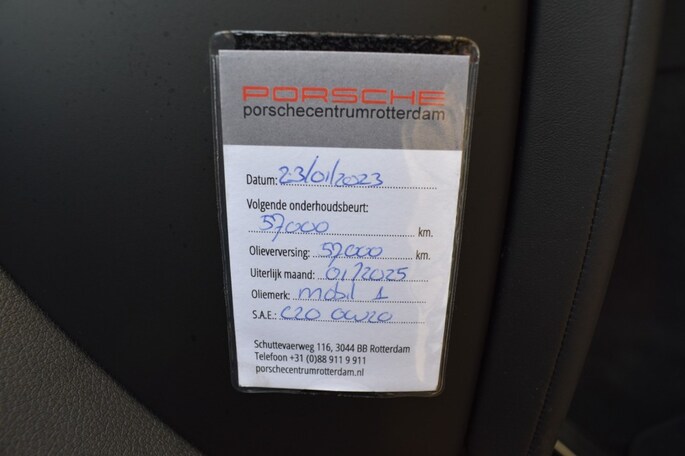 PORSCHE
porschecentrumrotterdam
Datum: 23/01/2023
Volgende onderhoudsbeurt:
57000 km.
Olieverversing: 57000 km.
Uiterlijk maand: 01/2025
Oliemerk: mobil 1
S.A.E.: C20 0W20
Schuttevaerweg 116, 3044 BB Rotterdam
Telefoon +31 (0)88 911 9 911
porschecentrumrotterdam.nl